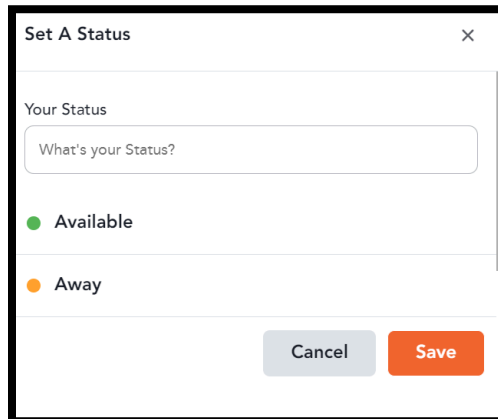 Set A Status
Your Status
What's your Status?
Available
Away
Cancel Save